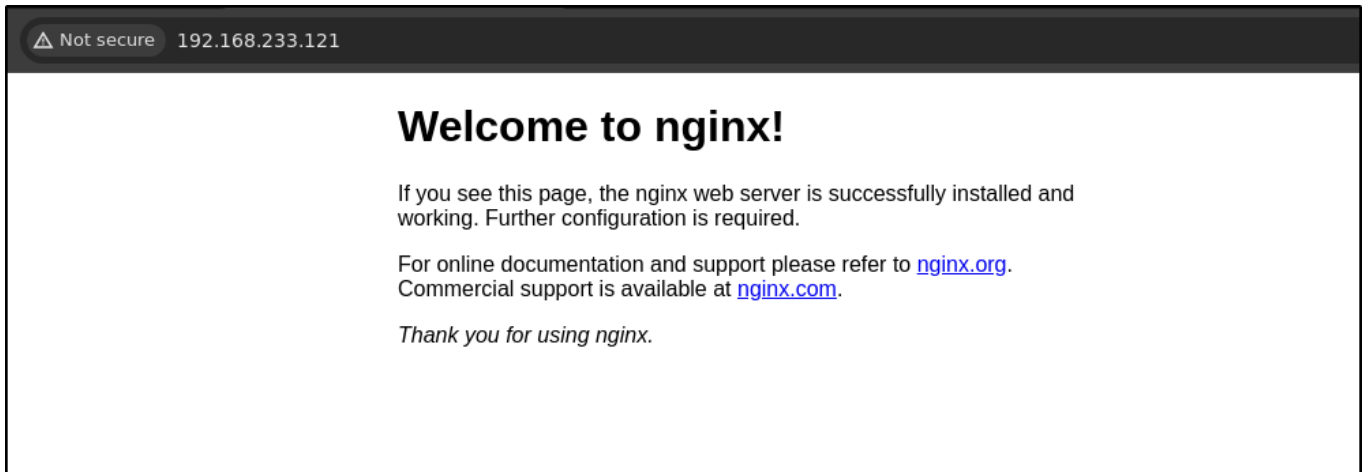 Not secure 192.168.233.121
Welcome to nginx!
If you see this page, the nginx web server is successfully installed and
working. Further configuration is required.
For online documentation and support please refer to nginx.org.
Commercial support is available at nginx.com.
Thank you for using nginx.